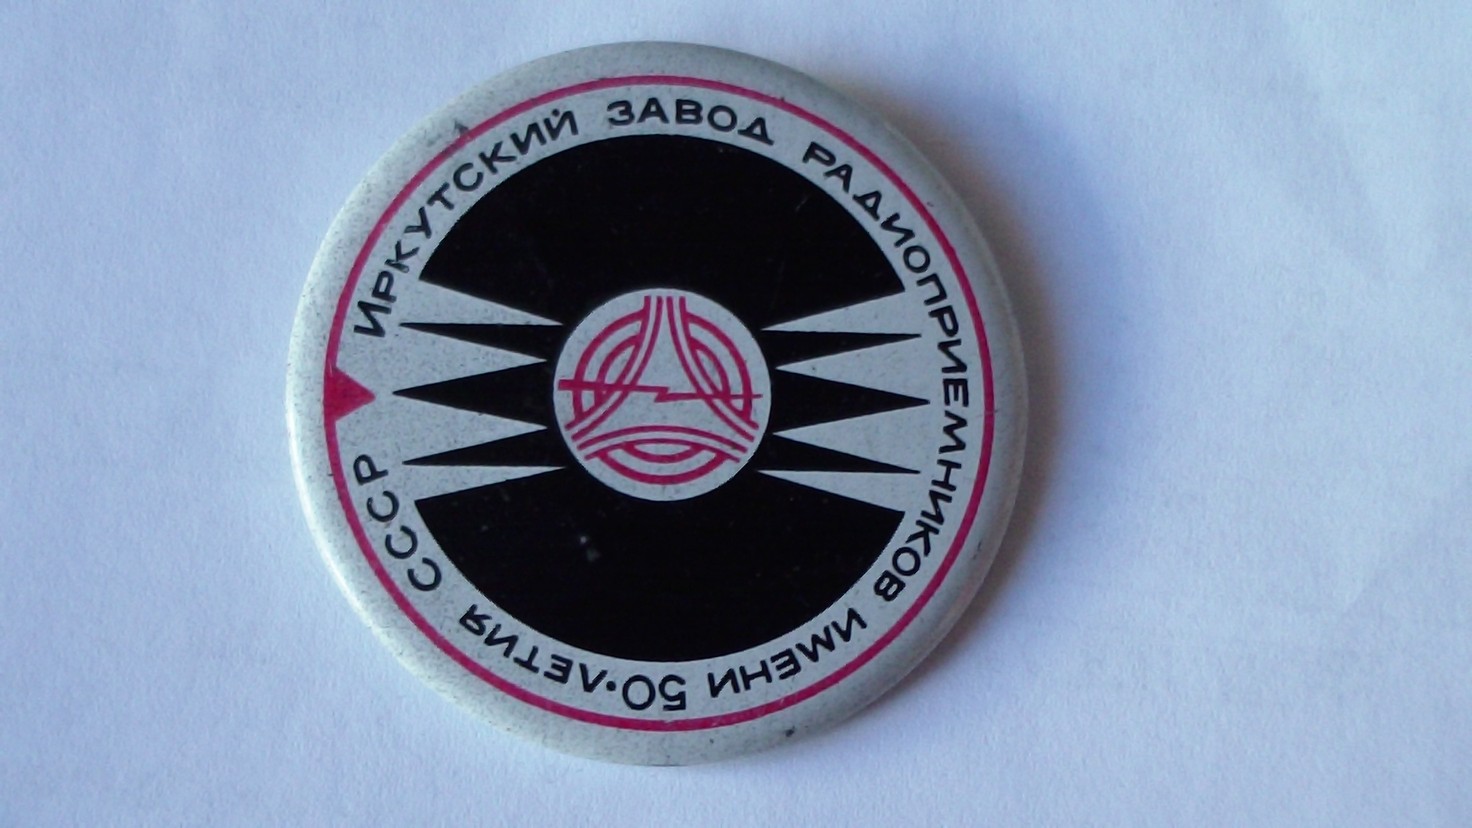 ИРКУТСКИЙ ЗАВОД РАДИОПРИЕМНИКОВ ИМЕНИ 50-ЛЕТИЯ СССР